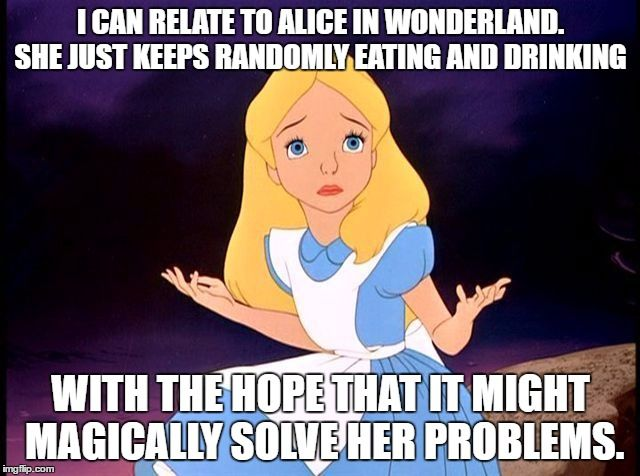 I CAN RELATE TO ALICE IN WONDERLAND.
SHE JUST KEEPS RANDOMLY EATING AND DRINKING
WITH THE HOPE THAT IT MIGHT
MAGICALLY SOLVE HER PROBLEMS.
imgflip.com